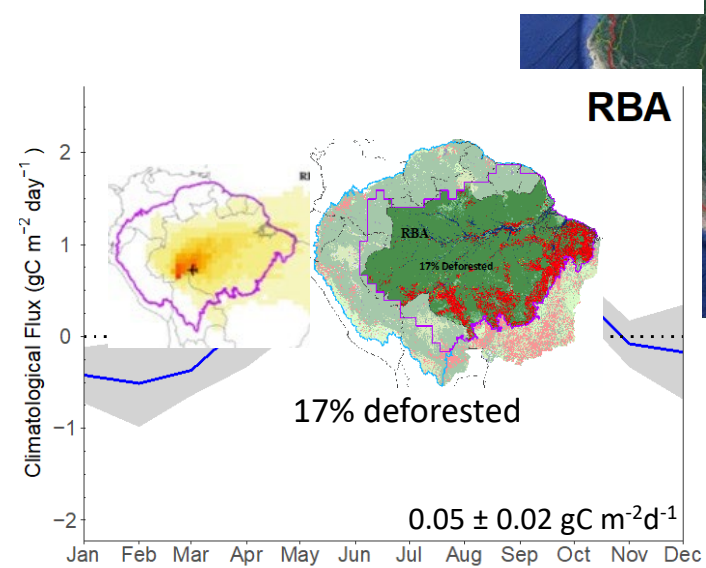 RBA
Climatological Flux (gC m⁻² day⁻¹ )
2
1
0
−1
−2
RBA
17% Deforested
17% deforested
0.05 ± 0.02 gC m⁻²d⁻¹
Jan Feb Mar Apr May Jun Jul Aug Sep Oct Nov Dec